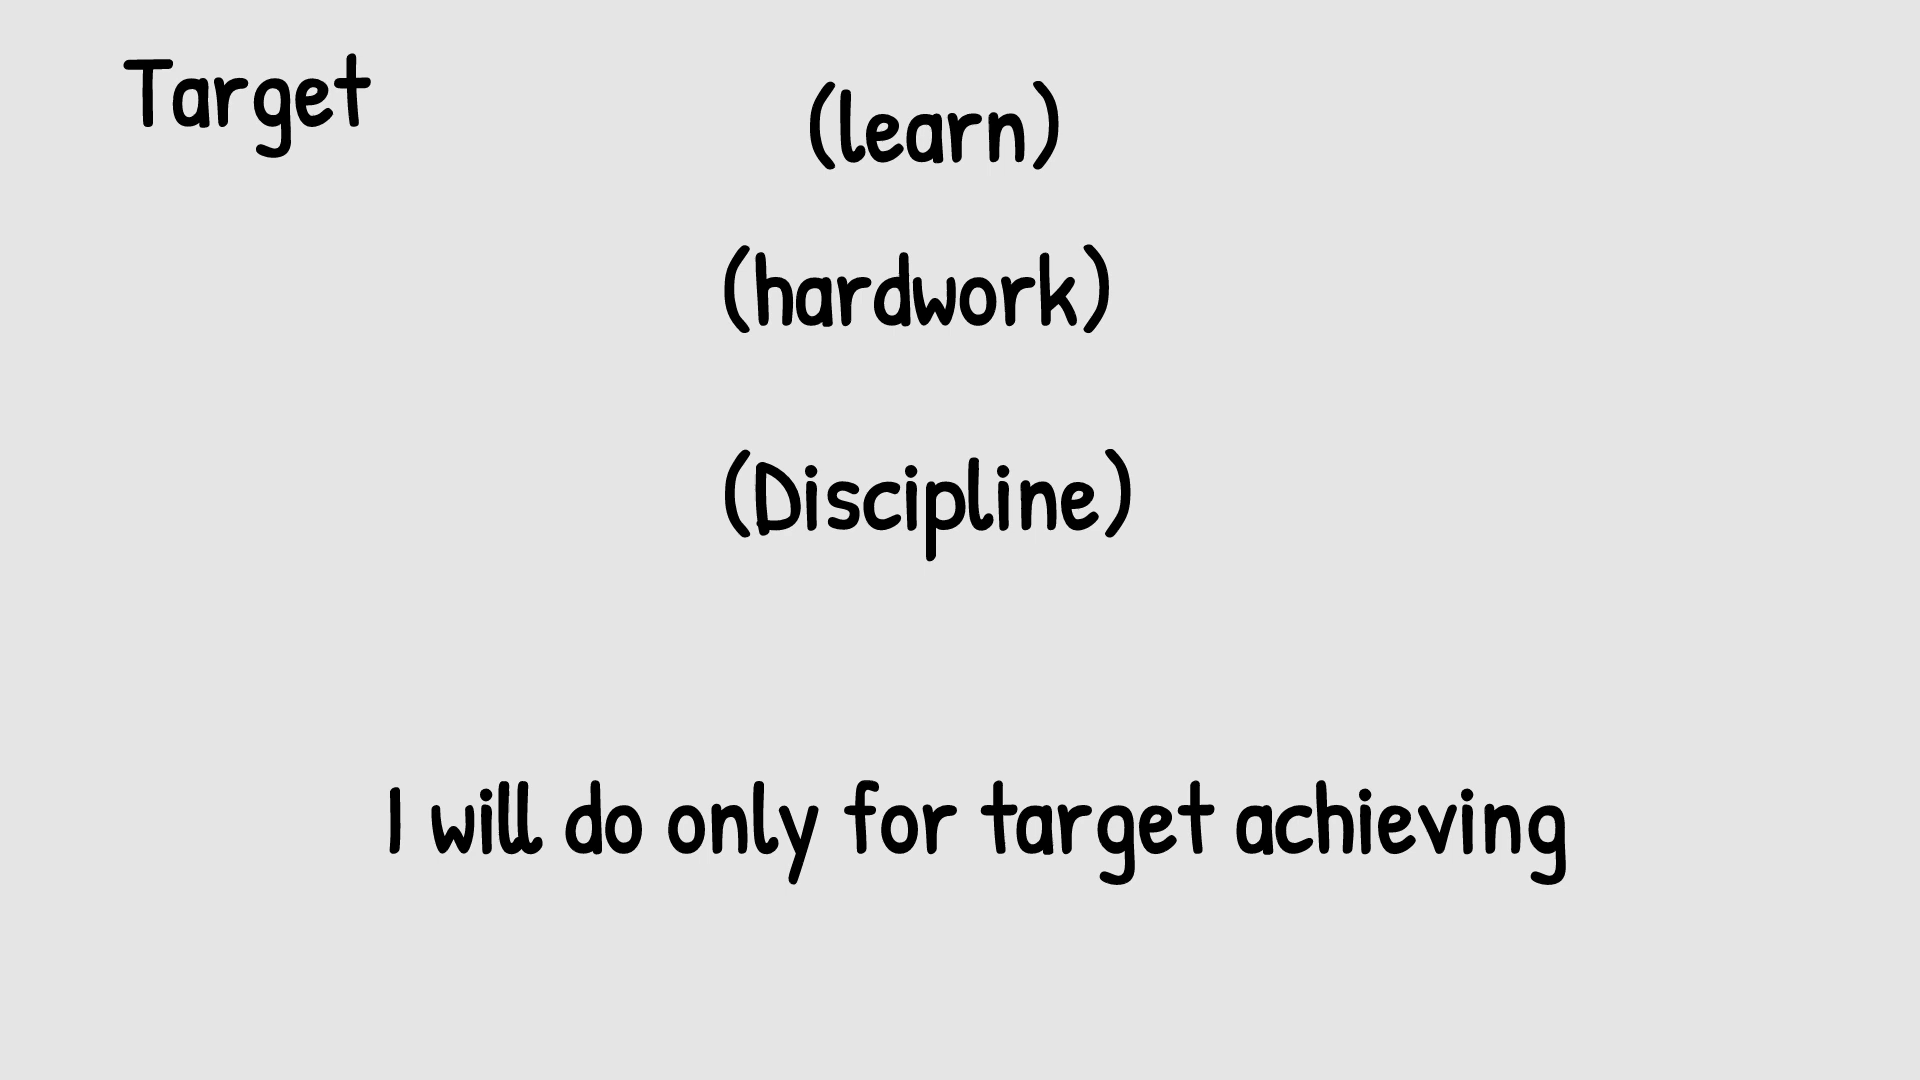 Target
(learn)
(hardwork)
(Discipline)
I will do only for target achieving